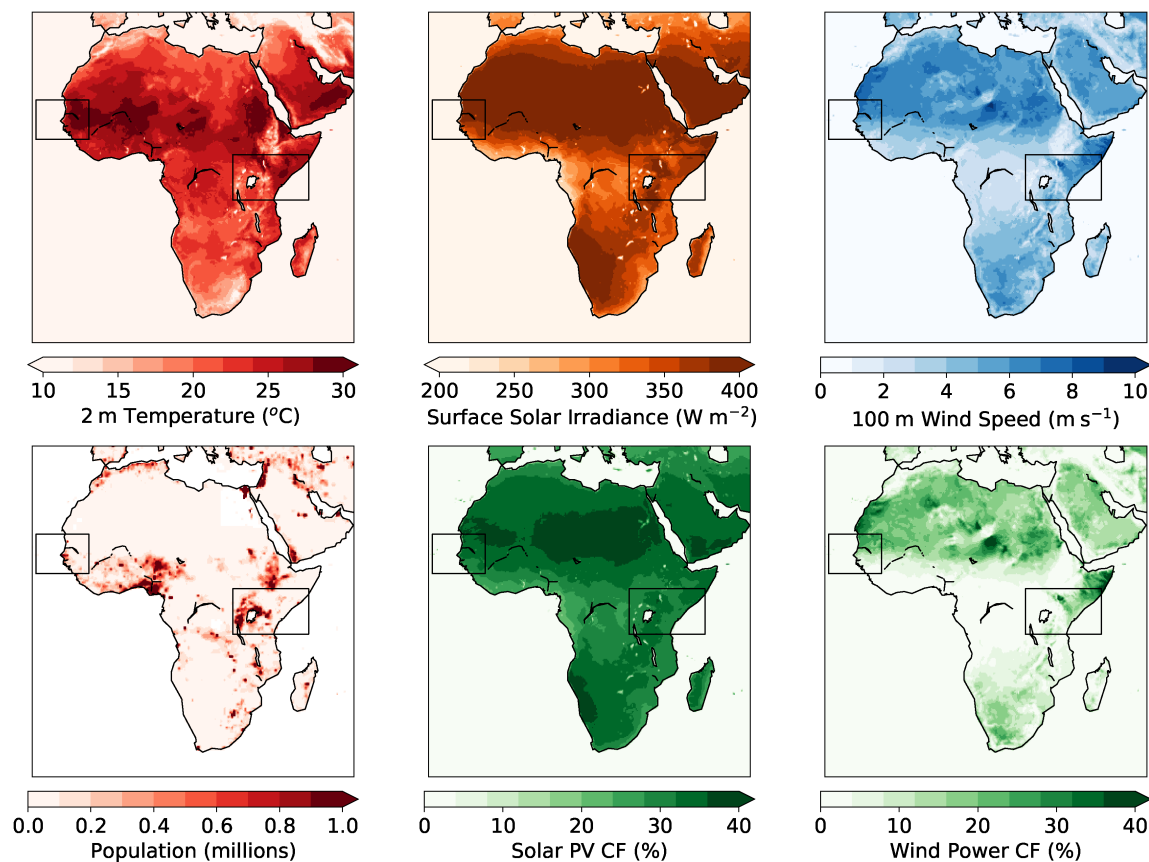 10 15 20 25 30
2 m Temperature (°C)
200 250 300 350 400
Surface Solar Irradiance (W m⁻²)
0 2 4 6 8 10
100 m Wind Speed (m s⁻¹)
0.0 0.2 0.4 0.6 0.8 1.0
Population (millions)
0 10 20 30 40
Solar PV CF (%)
0 10 20 30 40
Wind Power CF (%)